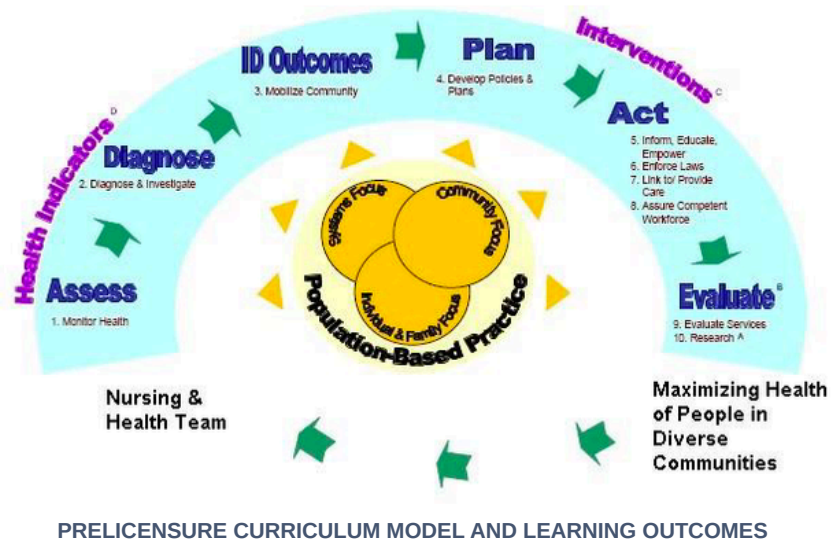 Health Indicators D
Assess
1. Monitor Health
Diagnose
2. Diagnose & Investigate
ID Outcomes
3. Mobilize Community
Plan
4. Develop Policies &
Plans
Interventions C
Act
5. Inform, Educate,
Empower
6. Enforce Laws
7. Link to/ Provide
Care
8. Assure Competent
Workforce
Evaluate B
9. Evaluate Services
10. Research A
Systems Focus
Community Focus
Individual & Family Focus
Population-Based Practice
Nursing &
Health Team
Maximizing Health
of People in
Diverse
Communities
PRELICENSURE CURRICULUM MODEL AND LEARNING OUTCOMES